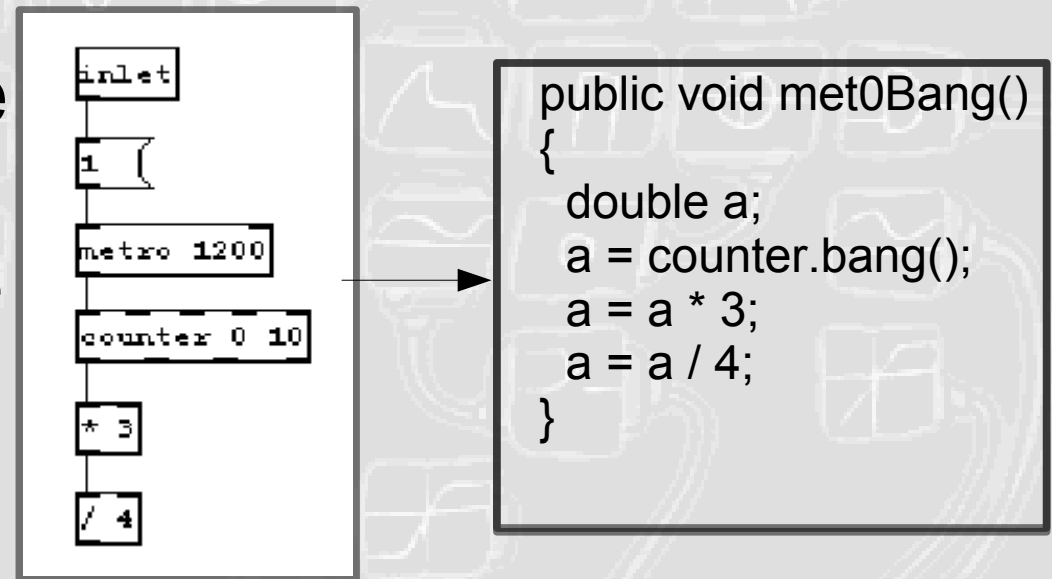 inlet
1
metro 1200
counter 0 10
* 3
/ 4
public void met0Bang()
{
double a;
a = counter.bang();
a = a * 3;
a = a / 4;
}